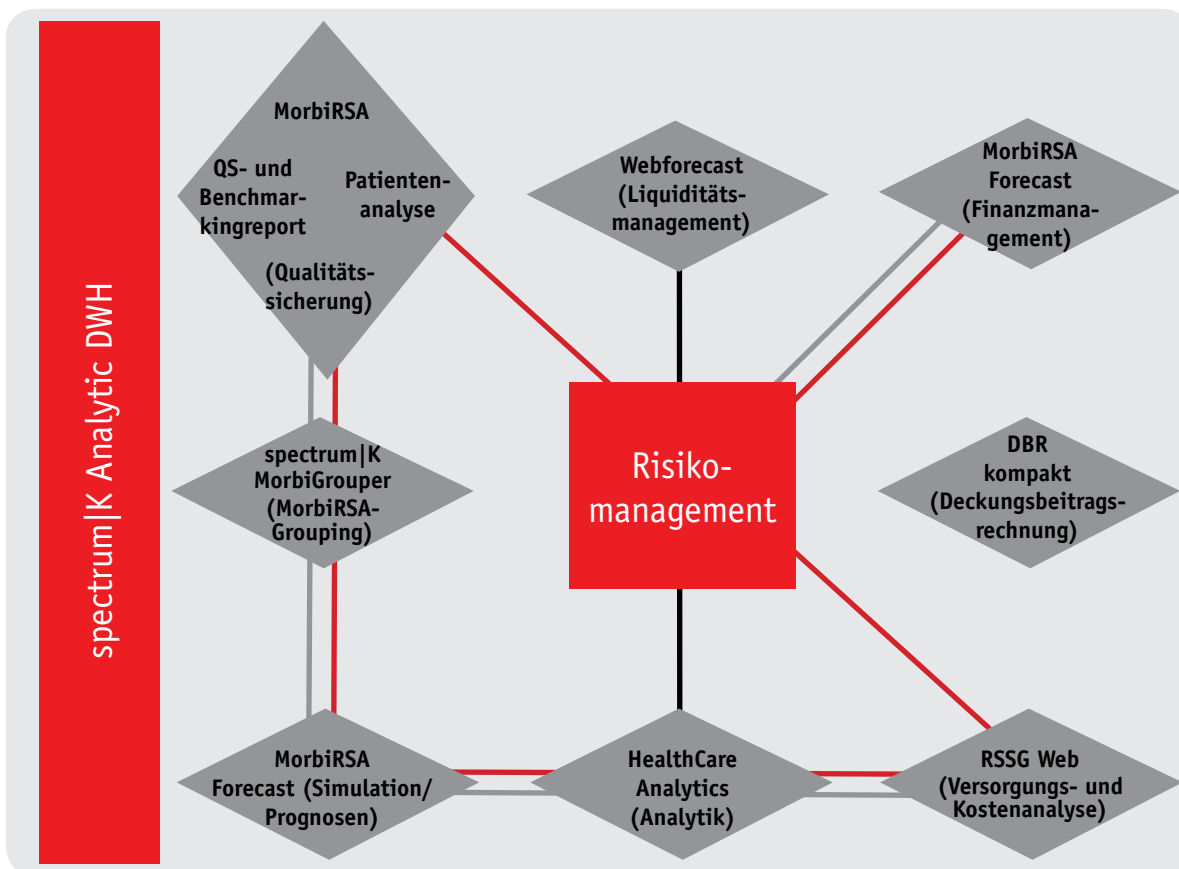 spectrum|K Analytic DWH
MorbiRSA
QS- und
Benchmar-
kingreport
Patienten-
analyse
(Qualitäts-
sicherung)
Webforecast
(Liquiditäts-
management)
MorbiRSA
Forecast
(Finanzmana-
gement)
spectrum|K
MorbiGrouper
(MorbiRSA-
Grouping)
Risiko-
management
DBR
kompakt
(Deckungsbeitrags-
rechnung)
MorbiRSA
Forecast (Simulation/
Prognosen)
HealthCare
Analytics
(Analytik)
RSSG Web
(Versorgungs- und
Kostenanalyse)